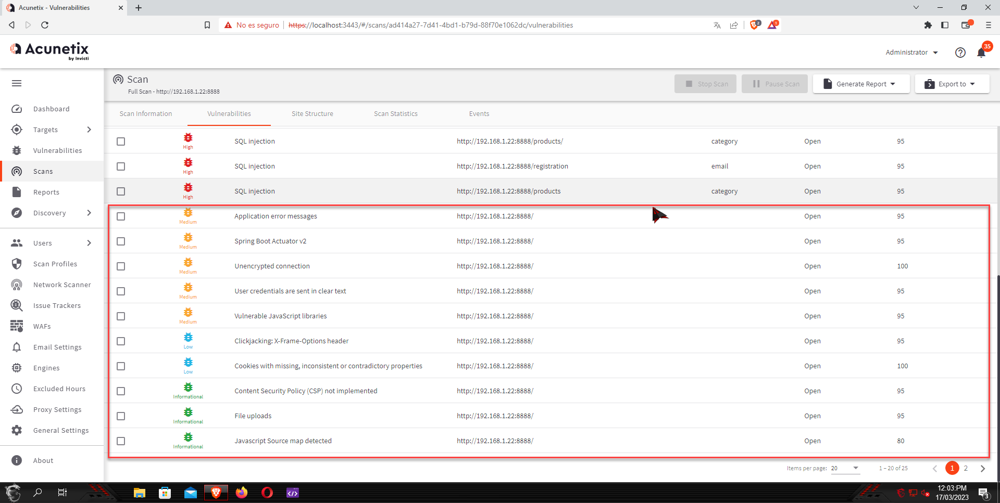 Acunetix - Vulnerabilities
No es seguro https://localhost:3443/#/scans/ad414a27-7d41-4bd1-b79d-88f70e1062dc/vulnerabilities 2 1
Acunetix
by Invicti
Administrator 35
Scan
Full Scan - http://192.168.1.22:8888
Stop Scan Pause Scan Generate Report Export to
Scan Information Vulnerabilities Site Structure Scan Statistics Events
Dashboard
Targets
Vulnerabilities
Scans
Reports
Discovery
Users
Scan Profiles
Network Scanner
Issue Trackers
WAFs
Email Settings
Engines
Excluded Hours
Proxy Settings
General Settings
About
High SQL injection http://192.168.1.22:8888/products/ category Open 95
High SQL injection http://192.168.1.22:8888/registration email Open 95
High SQL injection http://192.168.1.22:8888/products category Open 95
Medium Application error messages http://192.168.1.22:8888/ Open 95
Medium Spring Boot Actuator v2 http://192.168.1.22:8888/ Open 95
Medium Unencrypted connection http://192.168.1.22:8888/ Open 100
Medium User credentials are sent in clear text http://192.168.1.22:8888/ Open 95
Medium Vulnerable JavaScript libraries http://192.168.1.22:8888/ Open 95
Low Clickjacking: X-Frame-Options header http://192.168.1.22:8888/ Open 95
Low Cookies with missing, inconsistent or contradictory properties http://192.168.1.22:8888/ Open 100
Informational Content Security Policy (CSP) not implemented http://192.168.1.22:8888/ Open 95
Informational File uploads http://192.168.1.22:8888/ Open 95
Informational Javascript Source map detected http://192.168.1.22:8888/ Open 80
Items per page: 20 1 – 20 of 25 1 2
12:03:PM
17/03/2023
3